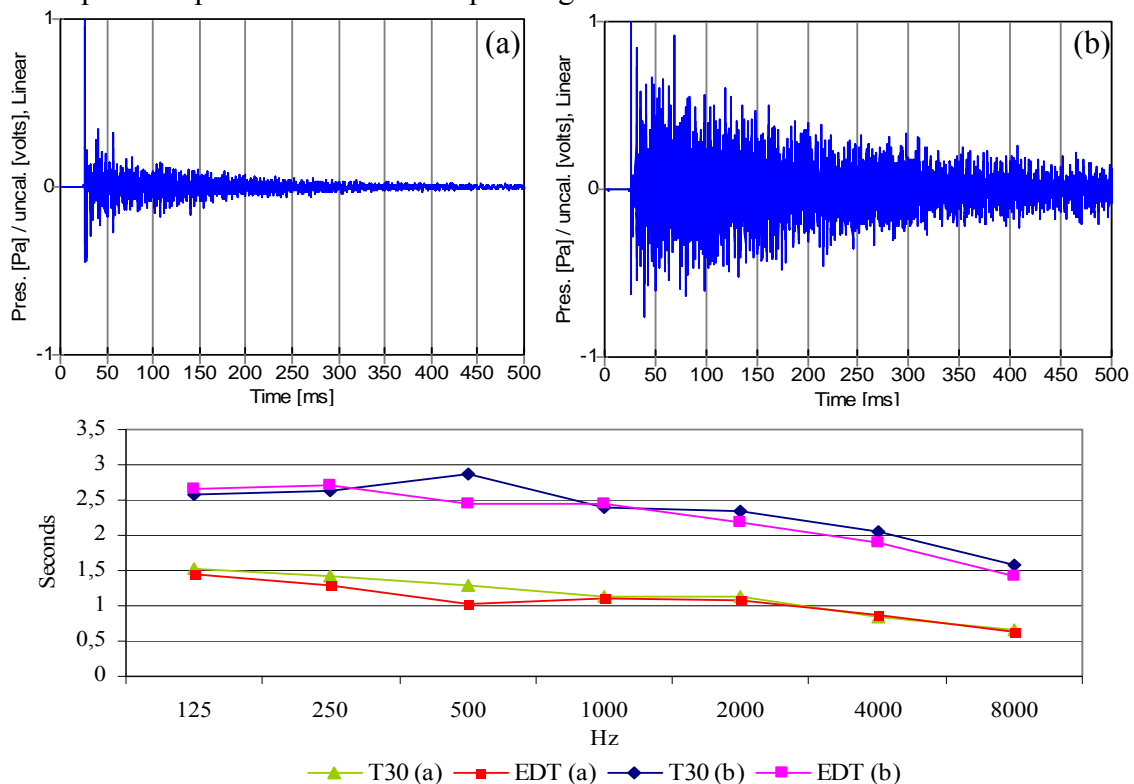 (a)
Pres. [Pa] / uncal. [volts], Linear
1
0
-1
0 50 100 150 200 250 300 350 400 450 500
Time [ms]
(b)
Pres. [Pa] / uncal. [volts], Linear
1
0
-1
0 50 100 150 200 250 300 350 400 450 500
Time [ms]
Seconds
3,5
3
2,5
2
1,5
1
0,5
0
125 250 500 1000 2000 4000 8000
Hz
T30 (a) EDT (a) T30 (b) EDT (b)